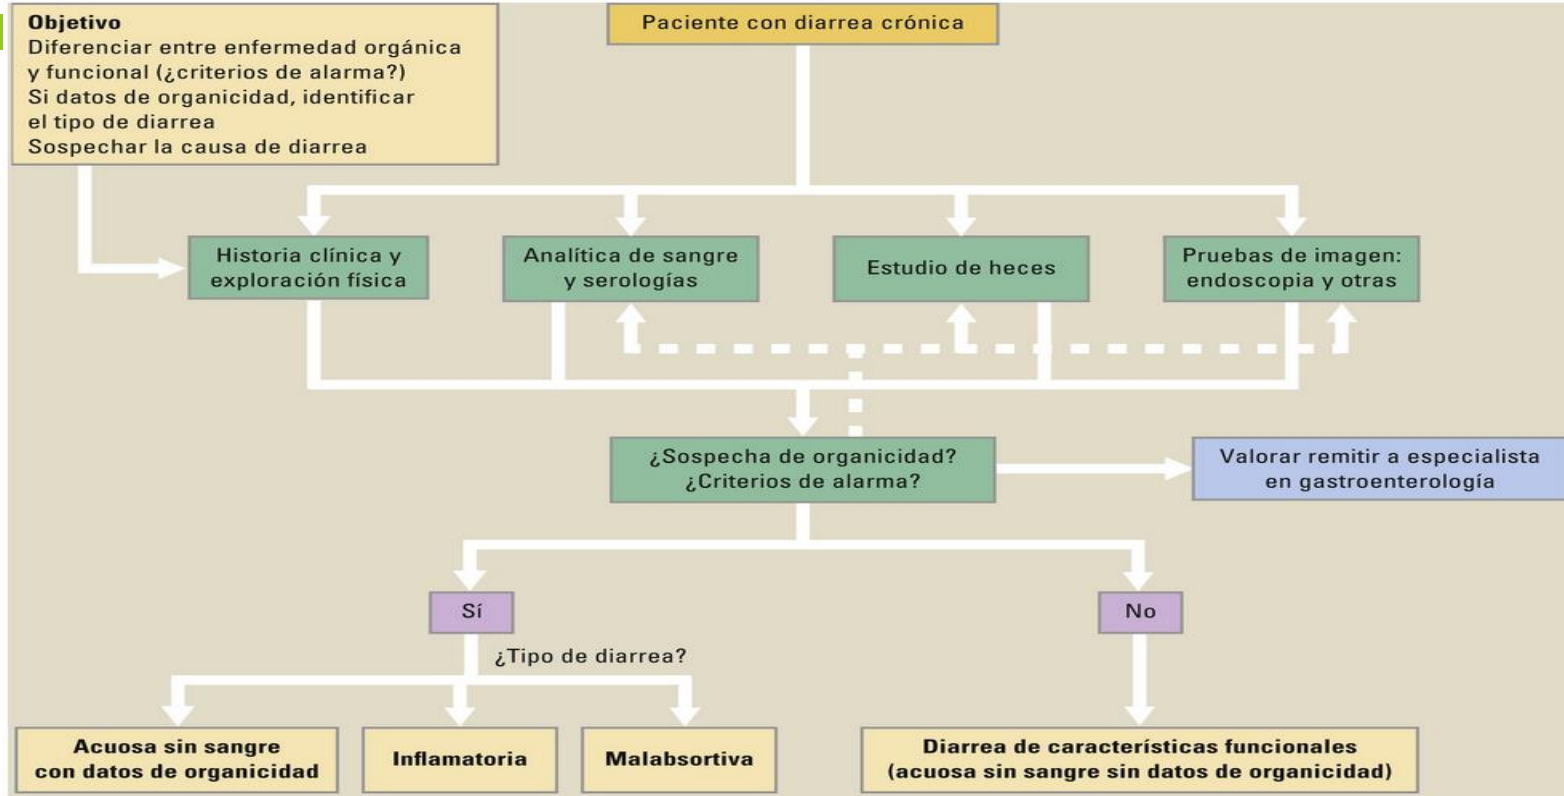 Objetivo
Diferenciar entre enfermedad orgánica
y funcional (¿criterios de alarma?)
Si datos de organicidad, identificar
el tipo de diarrea
Sospechar la causa de diarrea
Paciente con diarrea crónica
Historia clínica y
exploración física
Analítica de sangre
y serologías
Estudio de heces
Pruebas de imagen:
endoscopia y otras
¿Sospecha de organicidad?
¿Criterios de alarma?
Valorar remitir a especialista
en gastroenterología
Sí
No
¿Tipo de diarrea?
Acuosa sin sangre
con datos de organicidad
Inflamatoria
Malabsortiva
Diarrea de características funcionales
(acuosa sin sangre sin datos de organicidad)